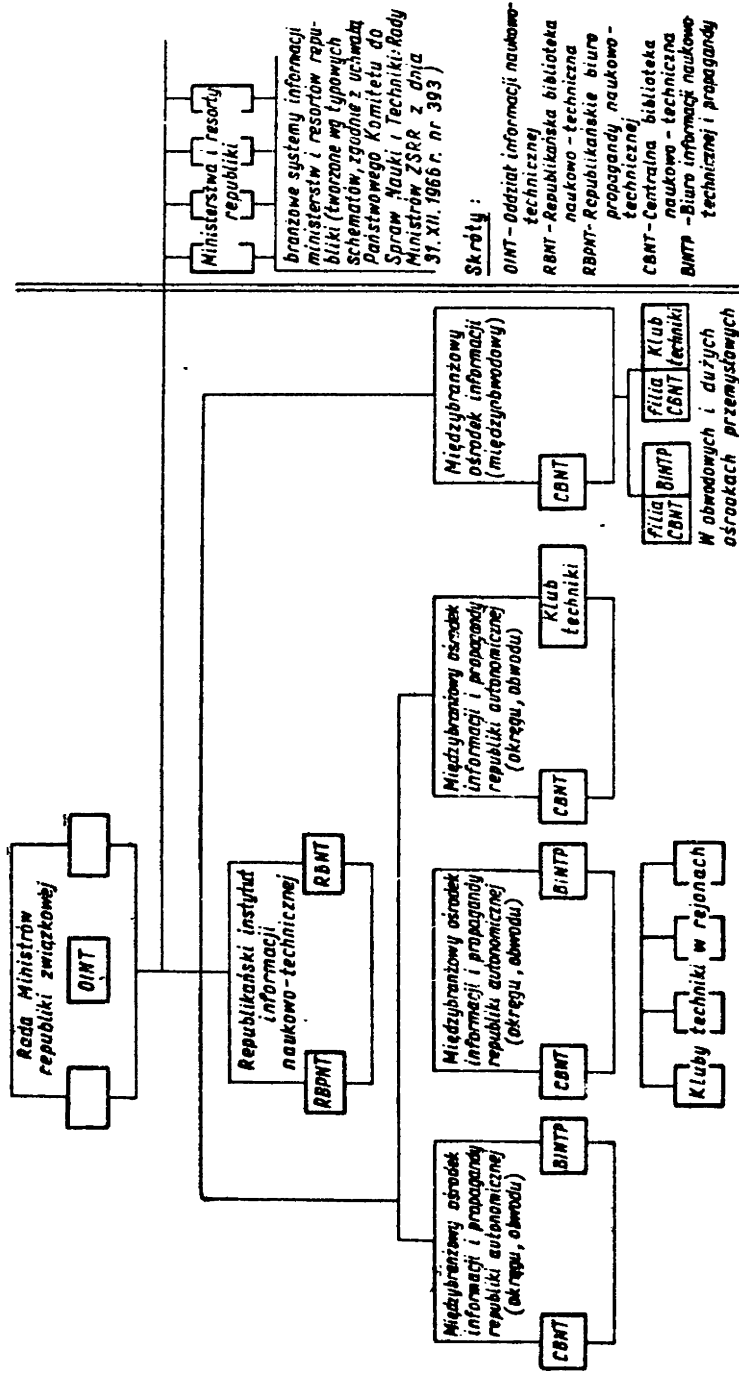 Rada Ministrów
republiki związkowej
OINT
Ministerstwa i resorty
republiki
branżowe systemy informacji
ministerstw i resortów repu-
bliki (tworzone wg typowych
schematów, zgodnie z uchwałą
Państwowego Komitetu do
Spraw Nauki i Techniki Rady
Ministrów ZSRR z dnia
31. XII. 1966 r. nr 393)
Republikański instytut
informacji
naukowo-technicznej
RBPNT
RBNT
Międzybranżowy ośrodek
informacji i propagandy
republiki autonomicznej
(okręgu, obwodu)
CBNT
BINTP
Międzybranżowy ośrodek
informacji i propagandy
republiki autonomicznej
(okręgu, obwodu)
CBNT
BINTP
Międzybranżowy ośrodek
informacji i propagandy
republiki autonomicznej
(okręgu, obwodu)
CBNT
Klub
techniki
Międzybranżowy
ośrodek informacji
(międzyobwodowy)
CBNT
Kluby techniki w rejonach
filia
CBNT
BINTP
filia
CBNT
Klub
techniki
W obwodowych i dużych
ośrodkach przemysłowych
Skróty :
OINT - Oddział informacji naukowo-
technicznej
RBNT - Republikańska biblioteka
naukowo - techniczna
RBPNT - Republikańskie biuro
propagandy naukowo -
technicznej
CBNT - Centralna biblioteka
naukowo - techniczna
BINTP - Biuro informacji naukowo-
technicznej i propagandy